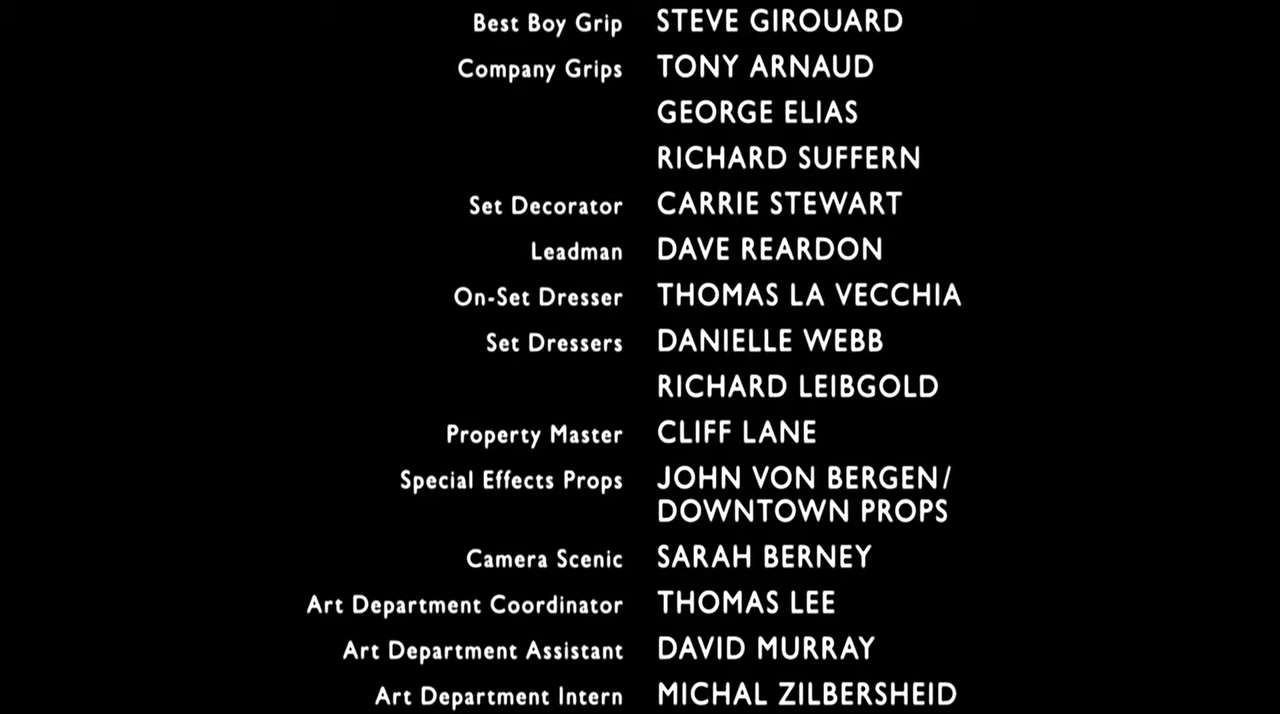 Best Boy Grip STEVE GIROUARD
Company Grips TONY ARNAUD
GEORGE ELIAS
RICHARD SUFFERN
Set Decorator CARRIE STEWART
Leadman DAVE REARDON
On-Set Dresser THOMAS LA VECCHIA
Set Dressers DANIELLE WEBB
RICHARD LEIBGOLD
Property Master CLIFF LANE
Special Effects Props JOHN VON BERGEN/
DOWNTOWN PROPS
Camera Scenic SARAH BERNEY
Art Department Coordinator THOMAS LEE
Art Department Assistant DAVID MURRAY
Art Department Intern MICHAL ZILBERSHEID